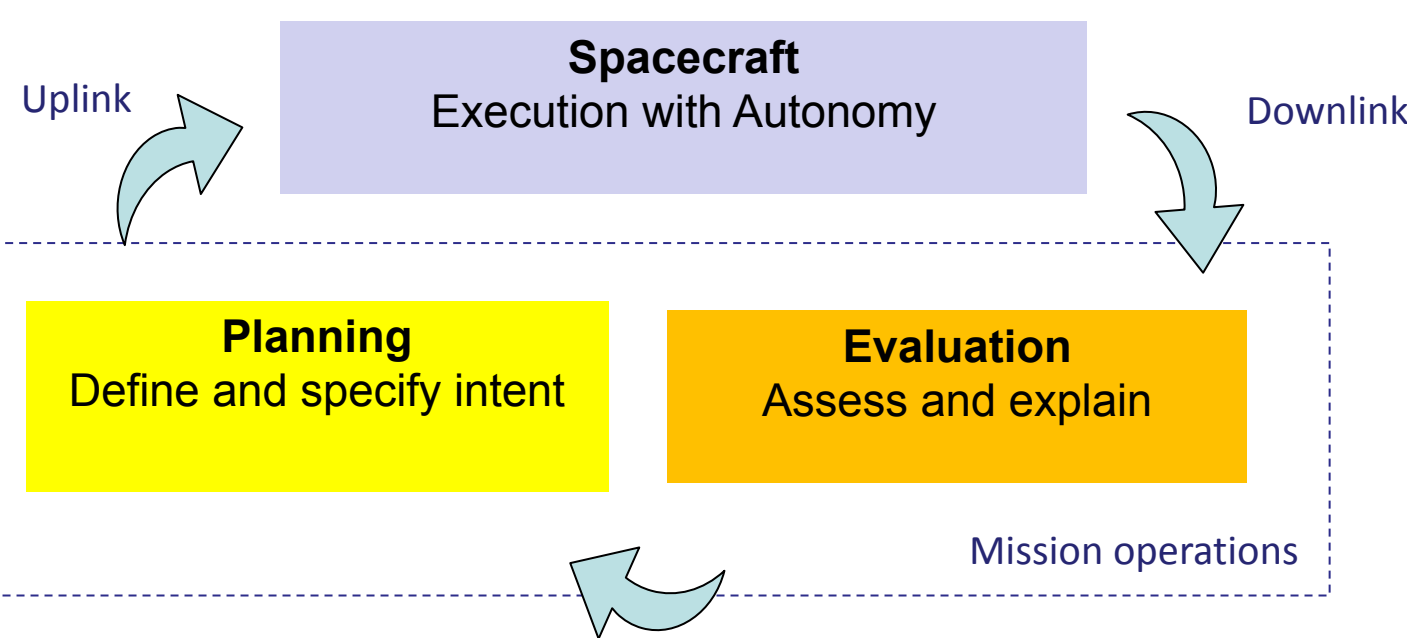 Spacecraft
Execution with Autonomy
Uplink
Downlink
Planning
Define and specify intent
Evaluation
Assess and explain
Mission operations